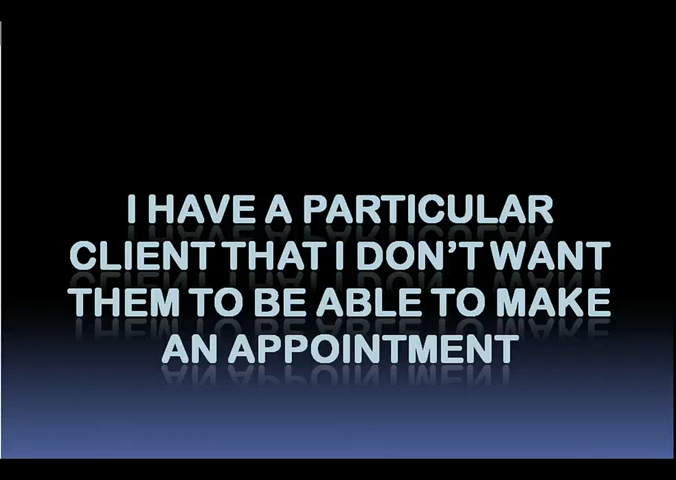 I HAVE A PARTICULAR
CLIENT THAT I DON’T WANT
THEM TO BE ABLE TO MAKE
AN APPOINTMENT